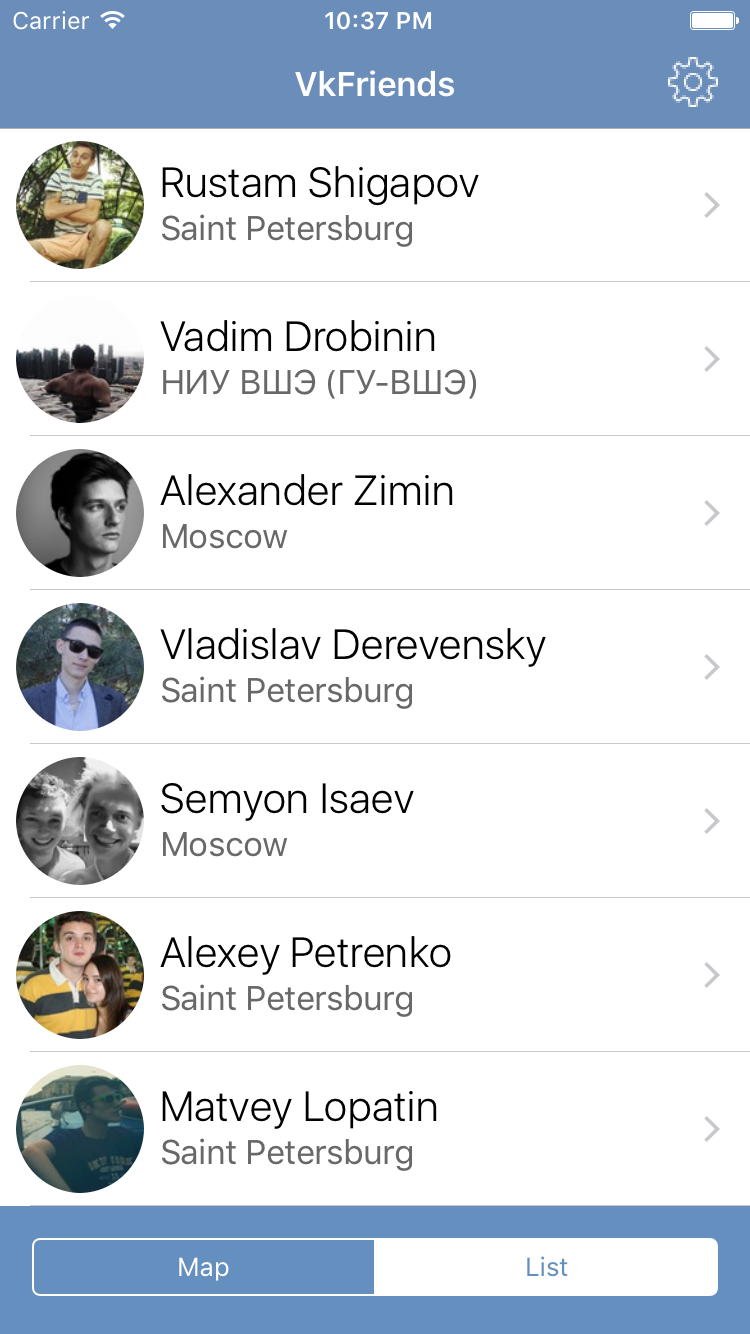 Carrier 10:37 PM
VkFriends
Rustam Shigapov
Saint Petersburg
Vadim Drobinin
НИУ ВШЭ (ГУ-ВШЭ)
Alexander Zimin
Moscow
Vladislav Derevensky
Saint Petersburg
Semyon Isaev
Moscow
Alexey Petrenko
Saint Petersburg
Matvey Lopatin
Saint Petersburg
Map List